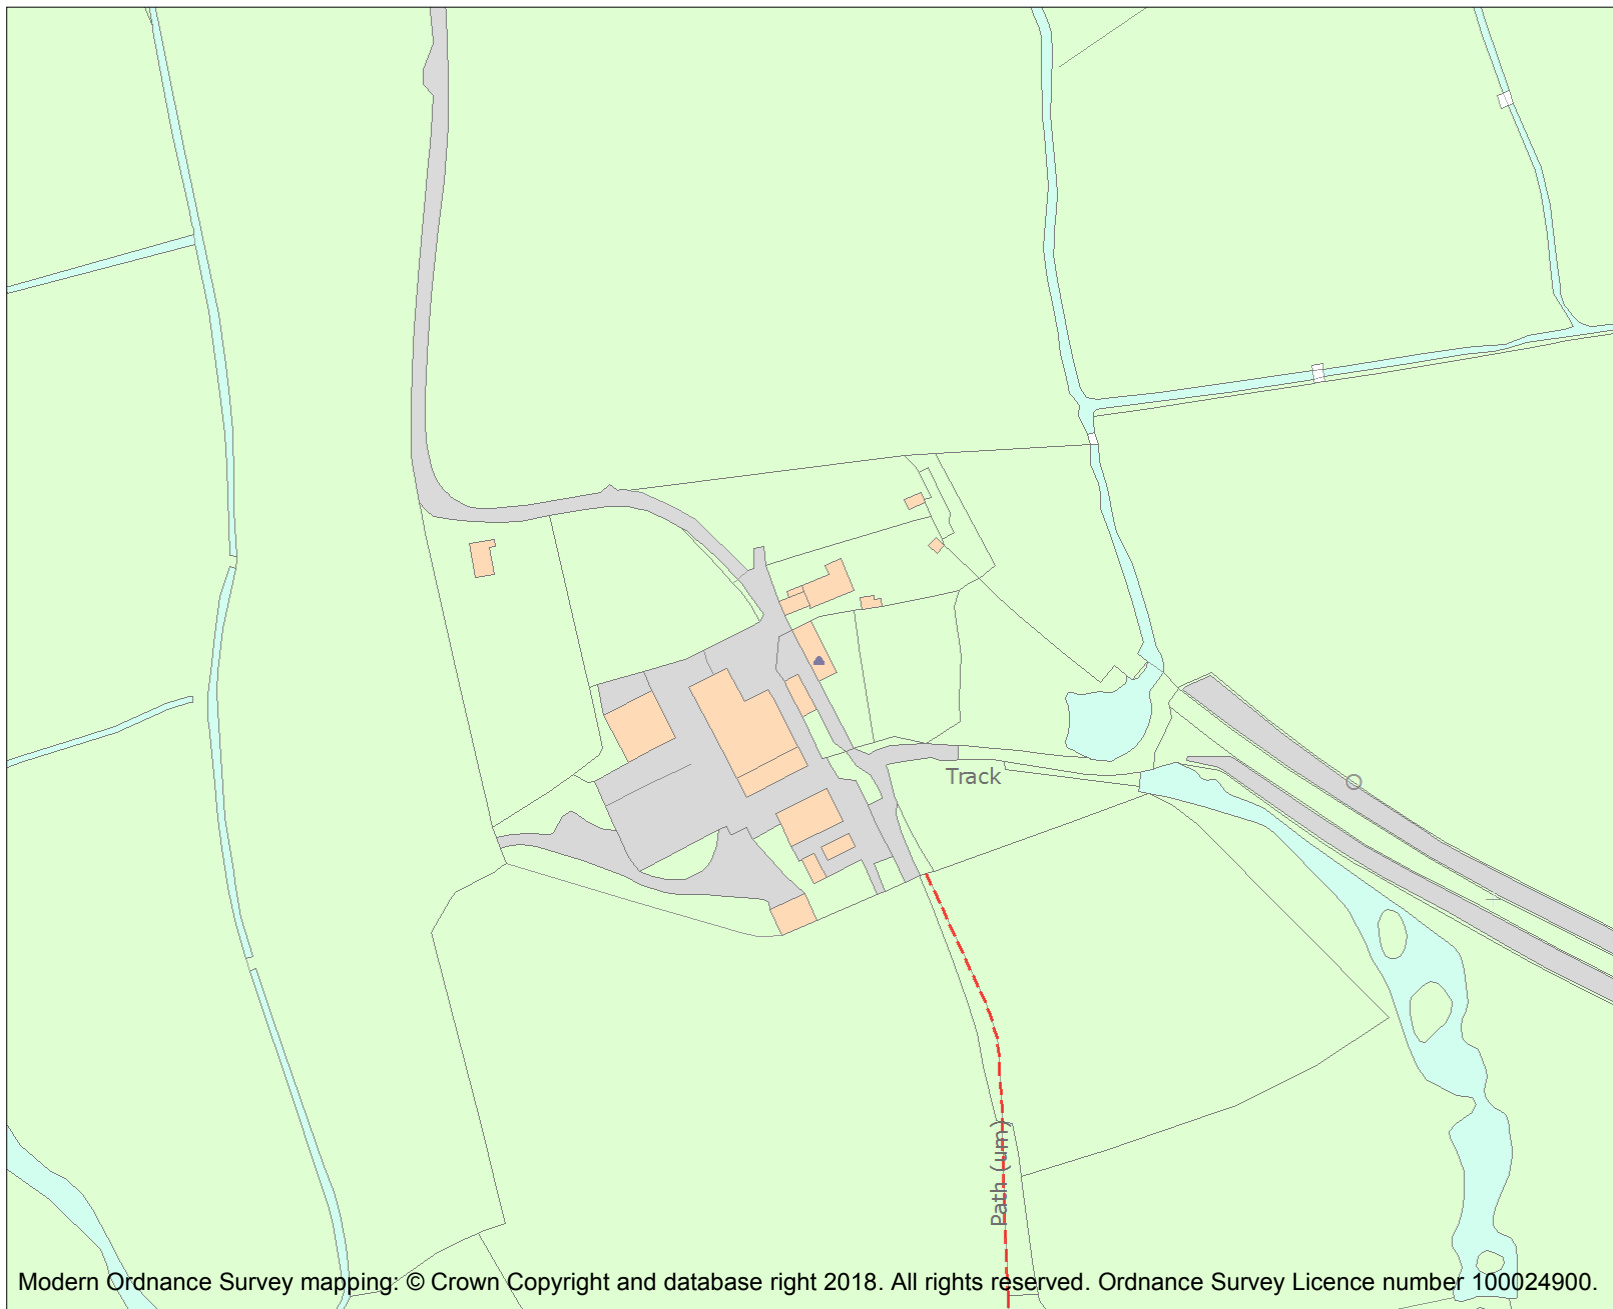 Track
Path (um)
Modern Ordnance Survey mapping: © Crown Copyright and database right 2018. All rights reserved. Ordnance Survey Licence number 100024900.